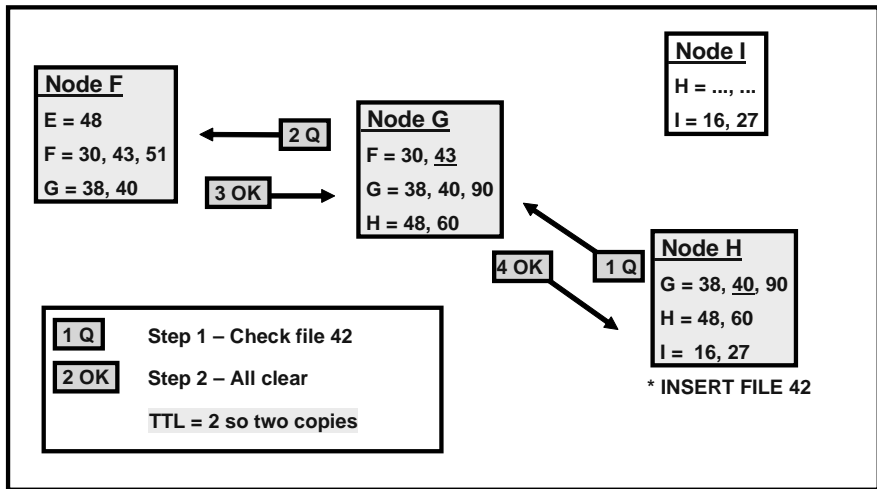 Node I
H = ..., ...
I = 16, 27
Node F
E = 48
F = 30, 43, 51
G = 38, 40
2 Q
3 OK
Node G
F = 30, 43
G = 38, 40, 90
H = 48, 60
4 OK
1 Q
Node H
G = 38, 40, 90
H = 48, 60
I = 16, 27
* INSERT FILE 42
1 Q Step 1 – Check file 42
2 OK Step 2 – All clear
TTL = 2 so two copies